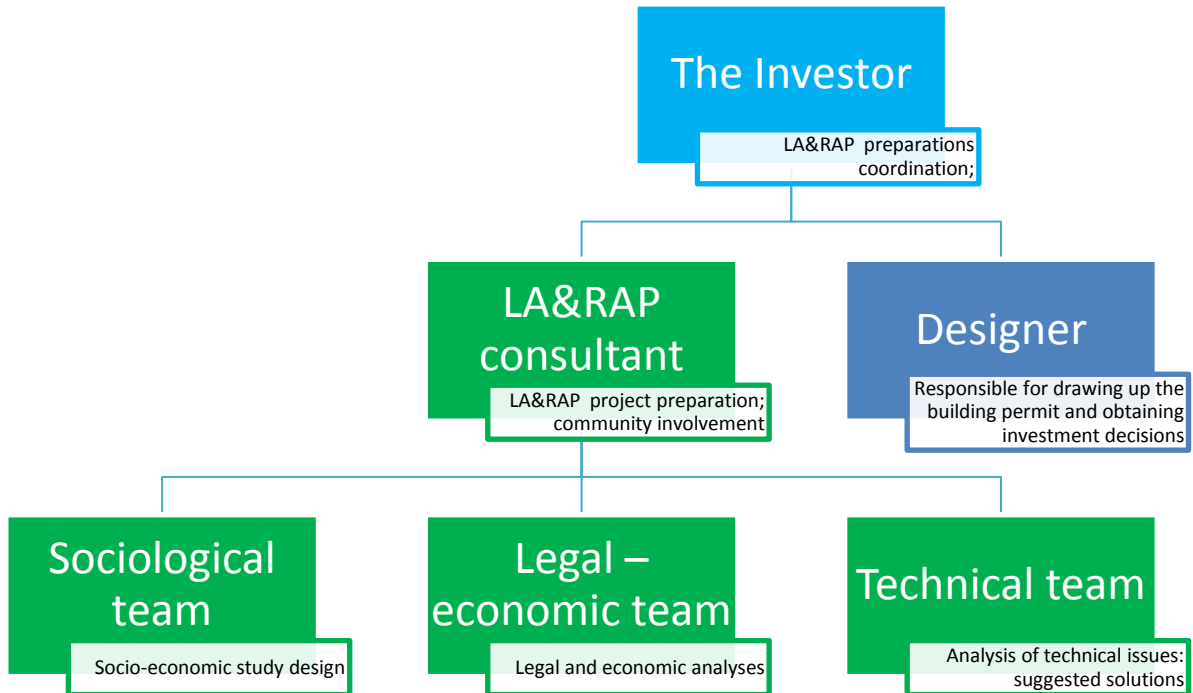 The Investor
LA&RAP  preparations
coordination;
LA&RAP
consultant
LA&RAP  project preparation;
community involvement
Designer
Responsible for drawing up the
building permit and obtaining
investment decisions
Sociological
team
Socio-economic study design
Legal –
economic team
Legal and economic analyses
Technical team
Analysis of technical issues:
suggested solutions